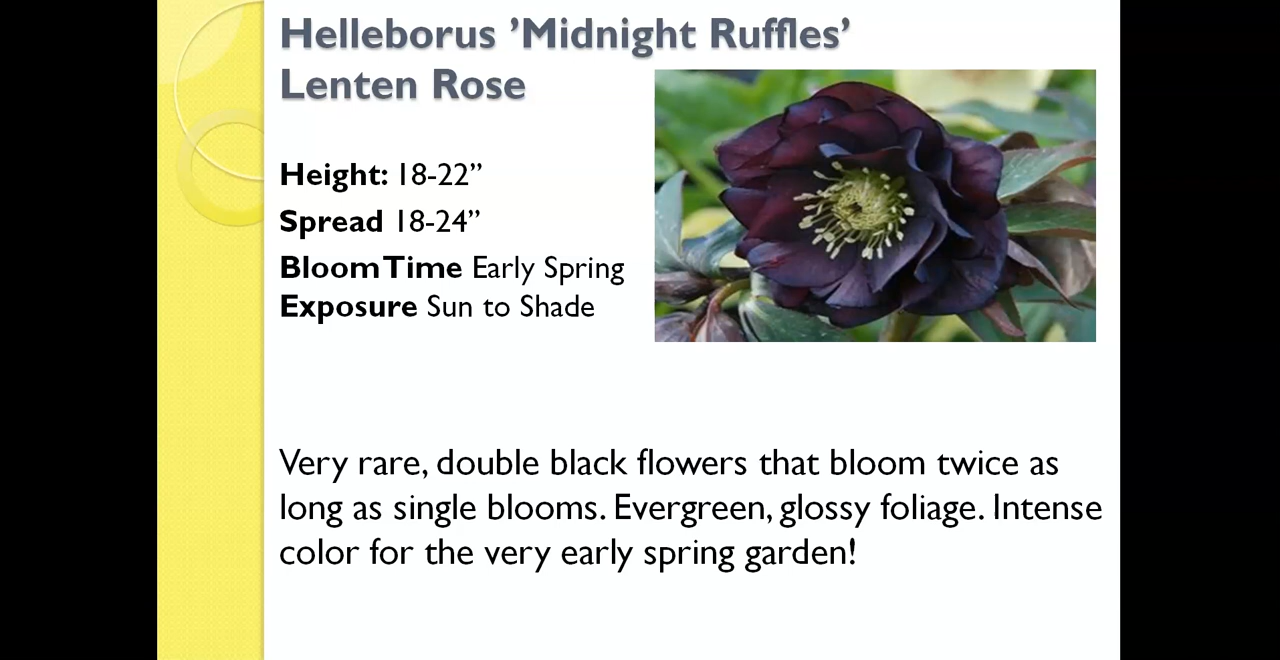 Helleborus ’Midnight Ruffles’
Lenten Rose
Height: 18-22”
Spread 18-24”
Bloom Time Early Spring
Exposure Sun to Shade
Very rare, double black flowers that bloom twice as
long as single blooms. Evergreen, glossy foliage. Intense
color for the very early spring garden!